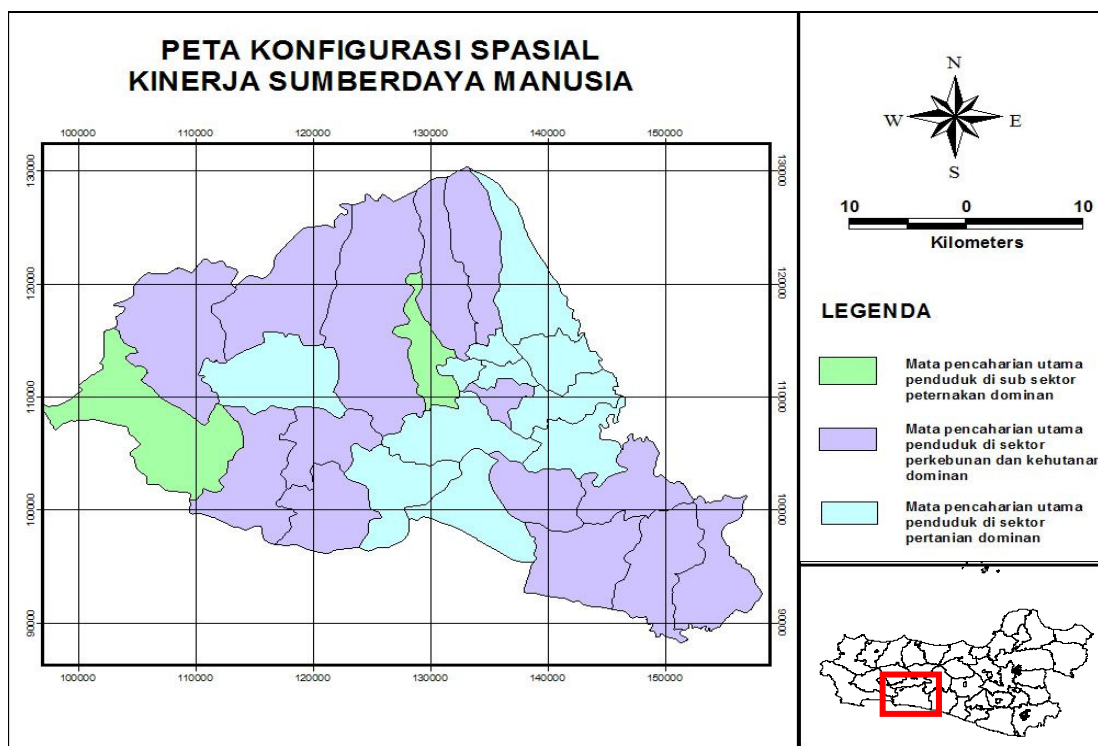 PETA KONFIGURASI SPASIAL
KINERJA SUMBERDAYA MANUSIA
100000 110000 120000 130000 140000 150000
130000 130000
120000 120000
110000 110000
100000 100000
90000 90000
100000 110000 120000 130000 140000 150000
N
W E
S
10 0 10
Kilometers
LEGENDA
Mata pencaharian utama
penduduk di sub sektor
peternakan dominan
Mata pencaharian utama
penduduk di sektor
perkebunan dan kehutanan
dominan
Mata pencaharian utama
penduduk di sektor
pertanian dominan